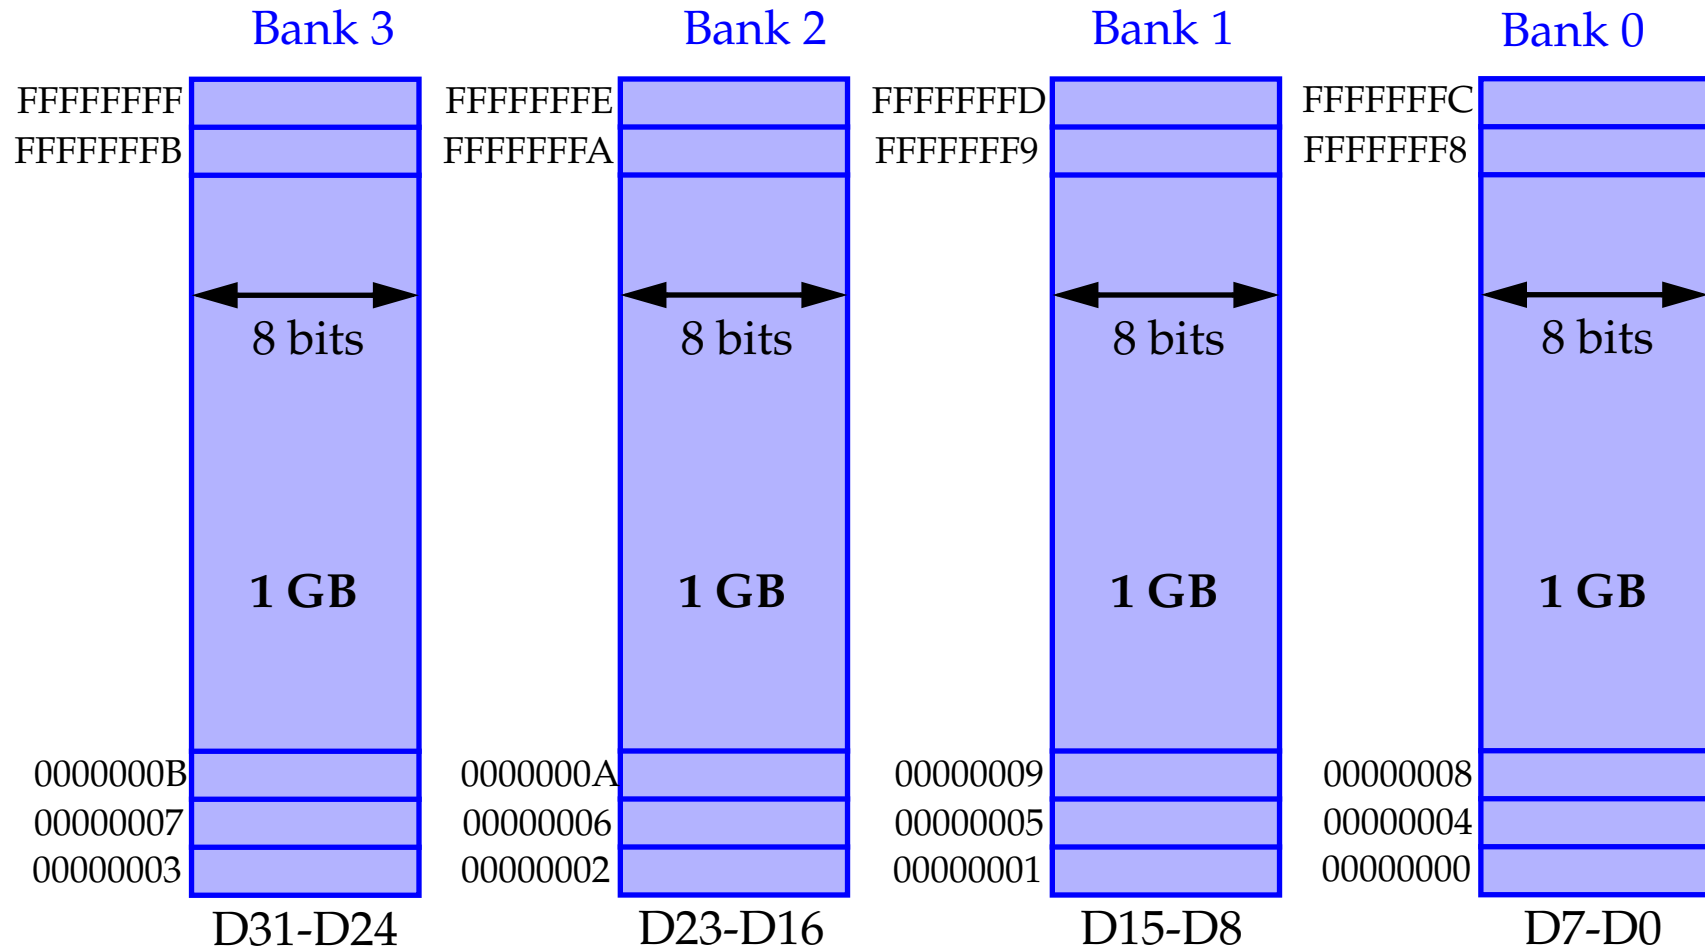 Bank 3 Bank 2 Bank 1 Bank 0
FFFFFFFF FFFFFFFE FFFFFFFD FFFFFFFC
FFFFFFFB FFFFFFFA FFFFFFF9 FFFFFFF8
8 bits 8 bits 8 bits 8 bits
1 GB 1 GB 1 GB 1 GB
0000000B 0000000A 00000009 00000008
00000007 00000006 00000005 00000004
00000003 00000002 00000001 00000000
D31-D24 D23-D16 D15-D8 D7-D0